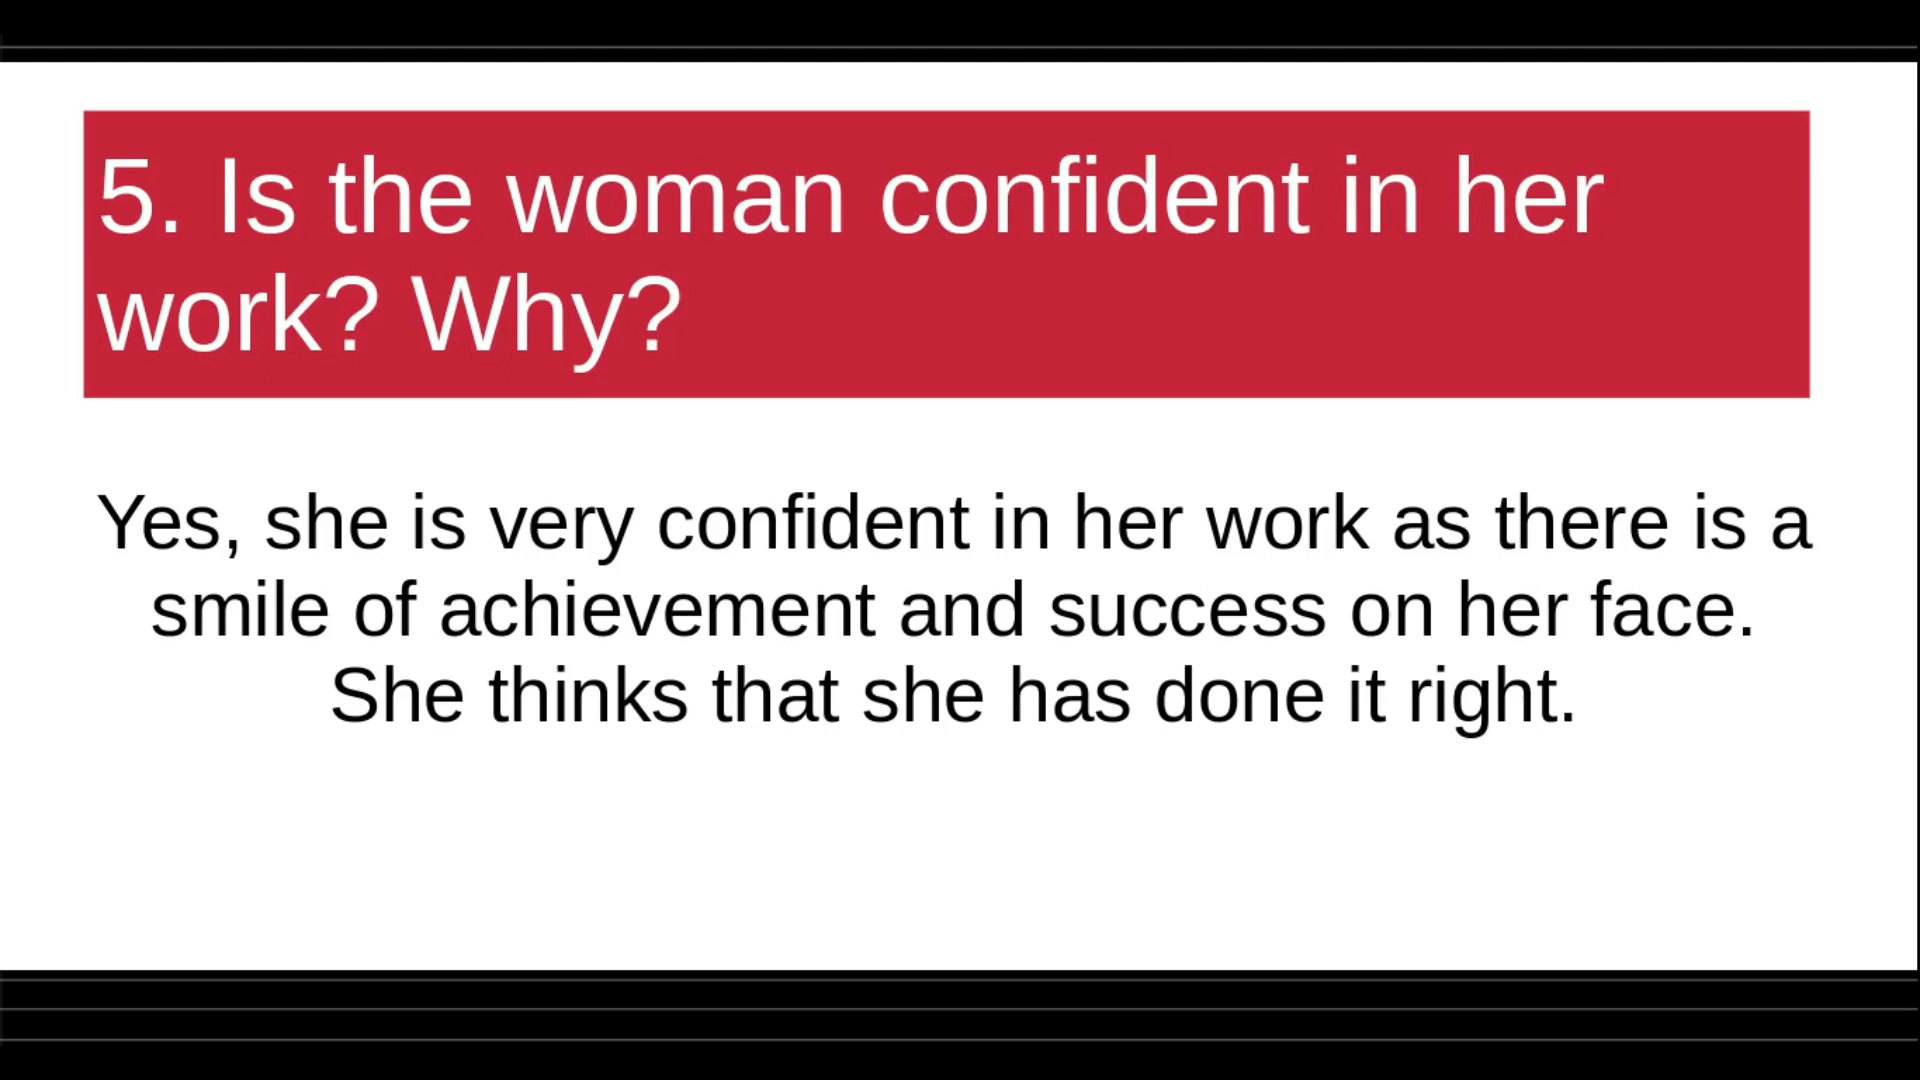 5. Is the woman confident in her
work? Why?
Yes, she is very confident in her work as there is a
smile of achievement and success on her face.
She thinks that she has done it right.